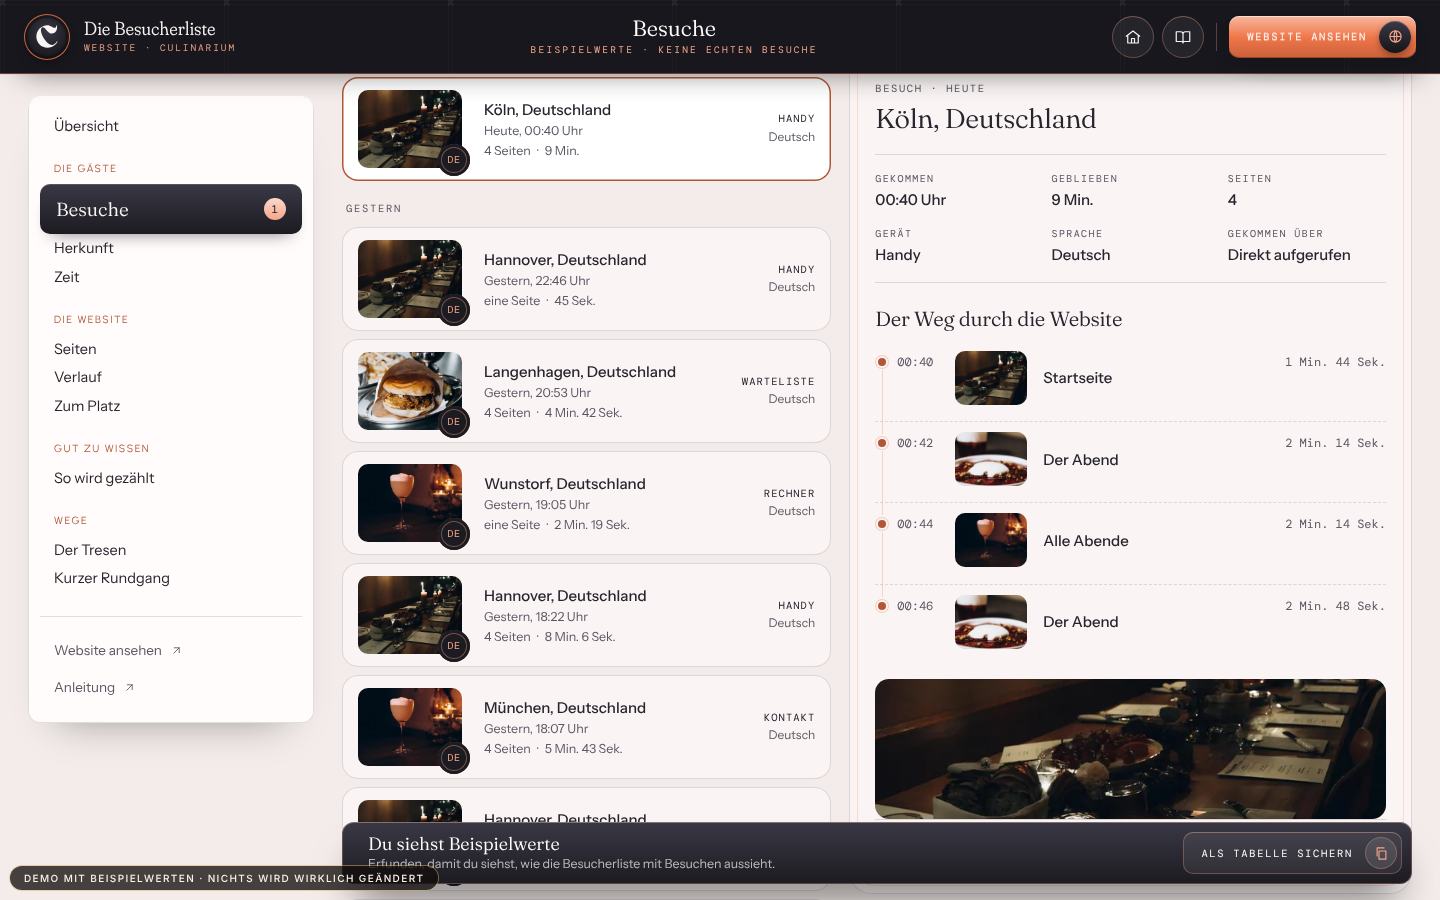 Die Besucherliste
WEBSITE · CULINARIUM
Besuche
BEISPIELWERTE · KEINE ECHTEN BESUCHE
WEBSITE ANSEHEN
Übersicht
DIE GÄSTE
Besuche
1
Herkunft
Zeit
DIE WEBSITE
Seiten
Verlauf
Zum Platz
GUT ZU WISSEN
So wird gezählt
WEGE
Der Tresen
Kurzer Rundgang
Website ansehen
Anleitung
Köln, Deutschland
Heute, 00:40 Uhr
4 Seiten · 9 Min.
DE
HANDY
Deutsch
GESTERN
Hannover, Deutschland
Gestern, 22:46 Uhr
eine Seite · 45 Sek.
DE
HANDY
Deutsch
Langenhagen, Deutschland
Gestern, 20:53 Uhr
4 Seiten · 4 Min. 42 Sek.
DE
WARTELISTE
Deutsch
Wunstorf, Deutschland
Gestern, 19:05 Uhr
eine Seite · 2 Min. 19 Sek.
DE
RECHNER
Deutsch
Hannover, Deutschland
Gestern, 18:22 Uhr
4 Seiten · 8 Min. 6 Sek.
DE
HANDY
Deutsch
München, Deutschland
Gestern, 18:07 Uhr
4 Seiten · 5 Min. 43 Sek.
DE
KONTAKT
Deutsch
Hannover, Deutschland
BESUCH · HEUTE
Köln, Deutschland
GEKOMMEN
00:40 Uhr
GEBLIEBEN
9 Min.
SEITEN
4
GERÄT
Handy
SPRACHE
Deutsch
GEKOMMEN ÜBER
Direkt aufgerufen
Der Weg durch die Website
00:40
Startseite
1 Min. 44 Sek.
00:42
Der Abend
2 Min. 14 Sek.
00:44
Alle Abende
2 Min. 14 Sek.
00:46
Der Abend
2 Min. 48 Sek.
Du siehst Beispielwerte
Erfunden, damit du siehst, wie die Besucherliste mit Besuchen aussieht.
ALS TABELLE SICHERN
DEMO MIT BEISPIELWERTEN · NICHTS WIRD WIRKLICH GEÄNDERT